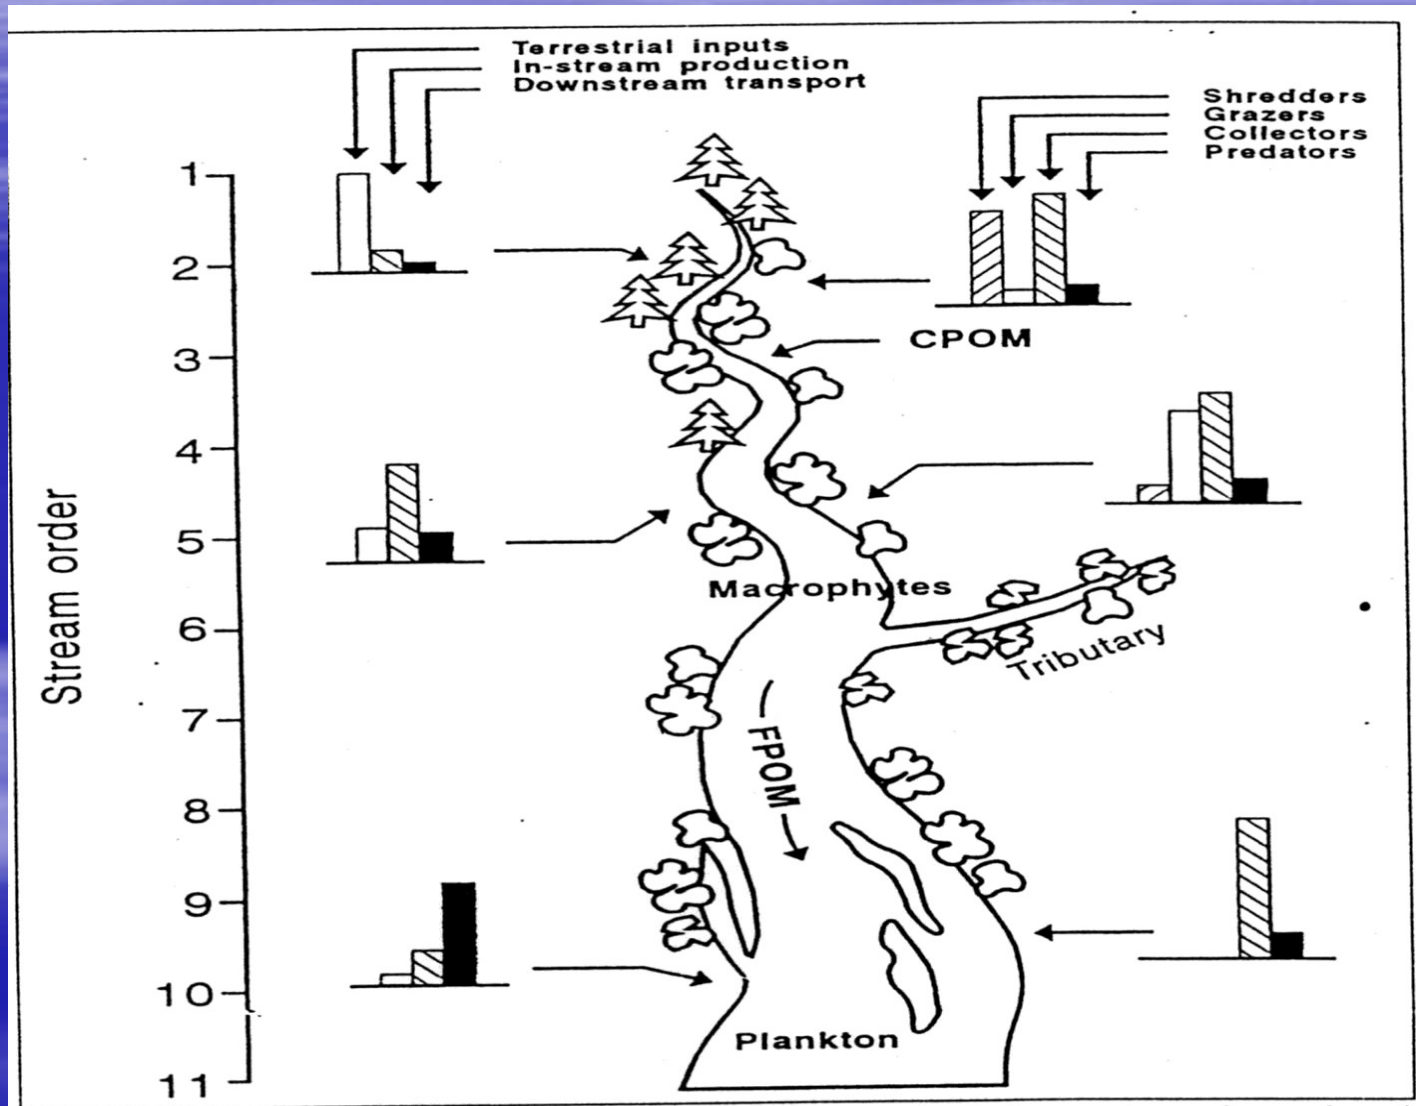 Terrestrial inputs
In-stream production
Downstream transport
Shredders
Grazers
Collectors
Predators
1
2
3
CPOM
4
5
Macrophytes
6
Tributary
7
FPOM
8
9
10
Plankton
11
Stream order